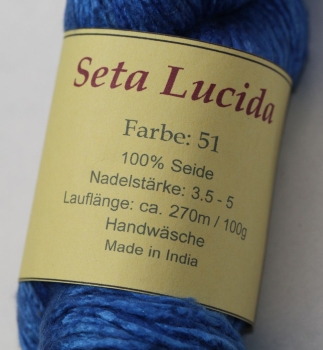 Seta Lucida
Farbe: 51
100% Seide
Nadelstärke: 3.5 - 5
Lauflänge: ca. 270m / 100g
Handwäsche
Made in India